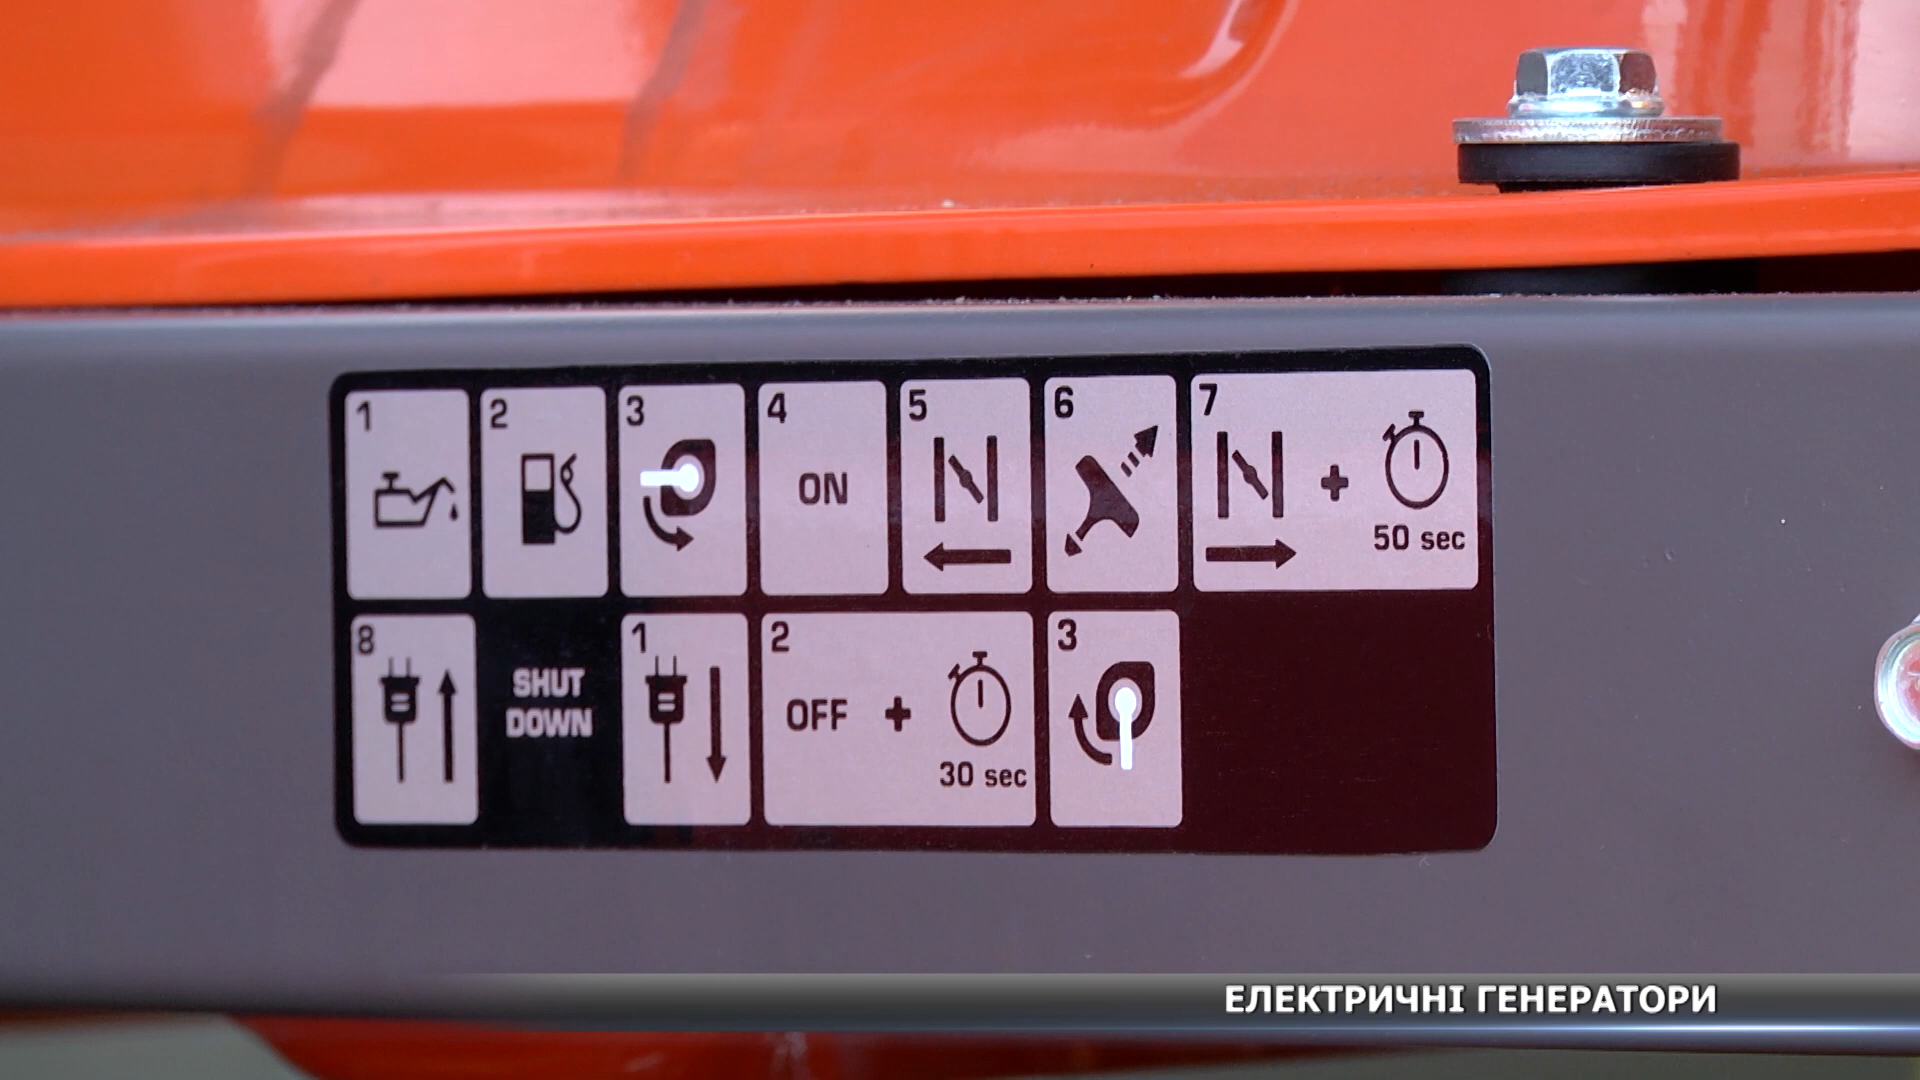 1 2 3 4 5 6 7
ON
+
50 sec
8
SHUT
DOWN
1 2 3
OFF +
30 sec
ЕЛЕКТРИЧНІ ГЕНЕРАТОРИ